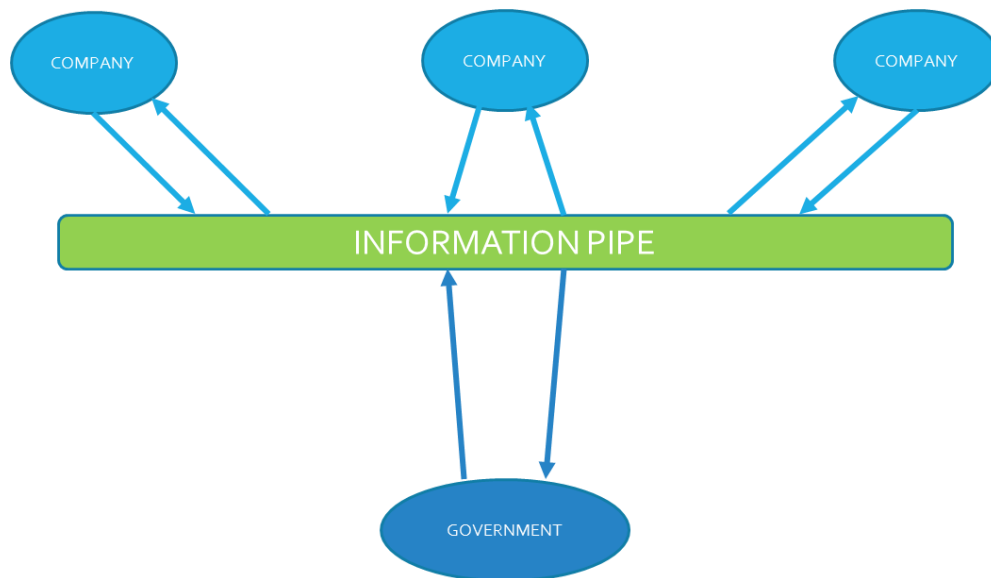 COMPANY
COMPANY
COMPANY
INFORMATION PIPE
GOVERNMENT